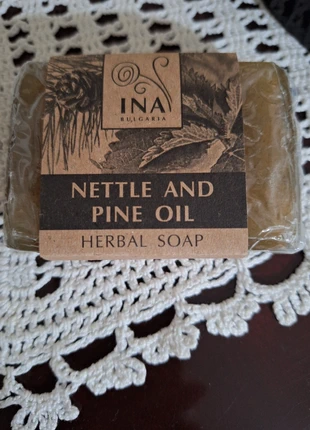 INA
BULGARIA
NETTLE AND
PINE OIL
HERBAL SOAP